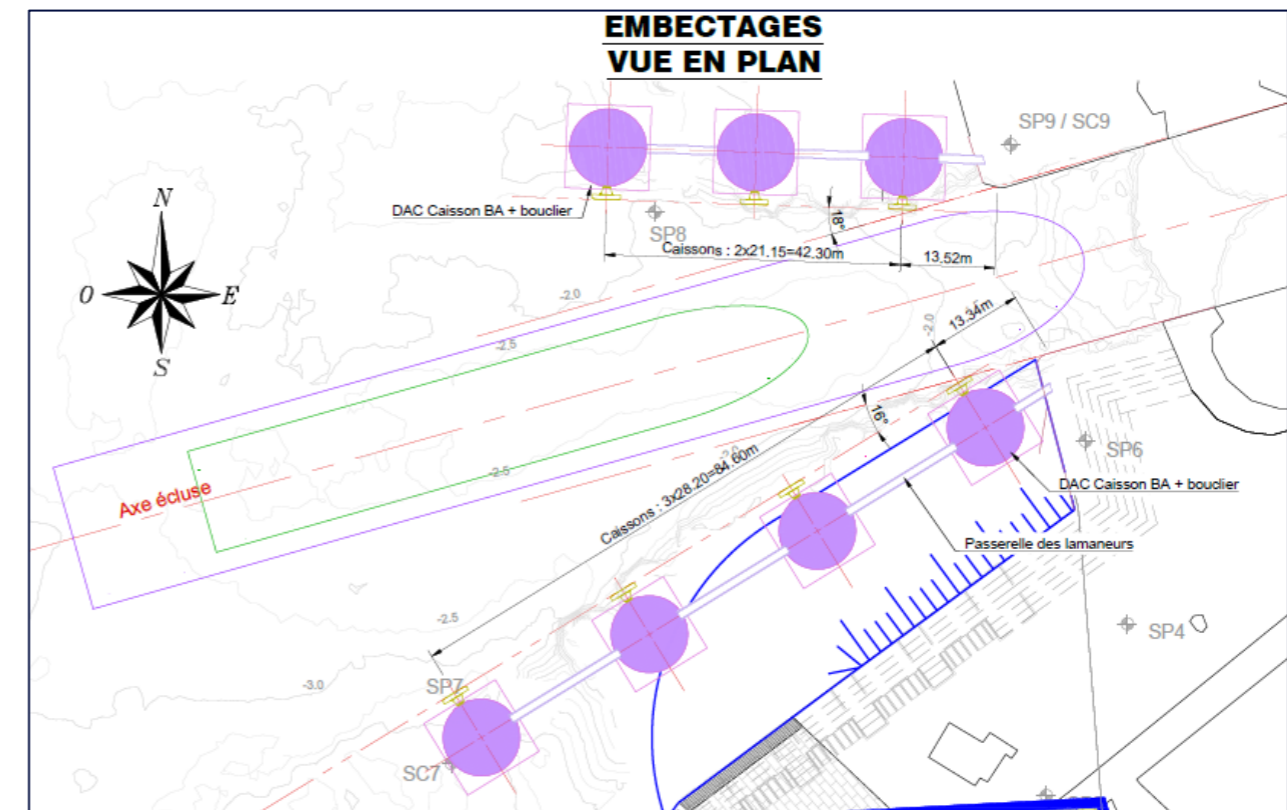 EMBECTAGES
VUE EN PLAN
SP9 / SC9
N
O
E
S
DAC Caisson BA + bouclier
SP8
18°
Caissons : 2x21.15=42.30m
13.52m
-2.0
-2.5
-2.0
13.34m
16°
-2.0
-2.5
Axe écluse
Caissons : 3x28.20=84.60m
SP6
DAC Caisson BA + bouclier
Passerelle des lamaneurs
-2.5
SP4
-3.0
SP7
SC7